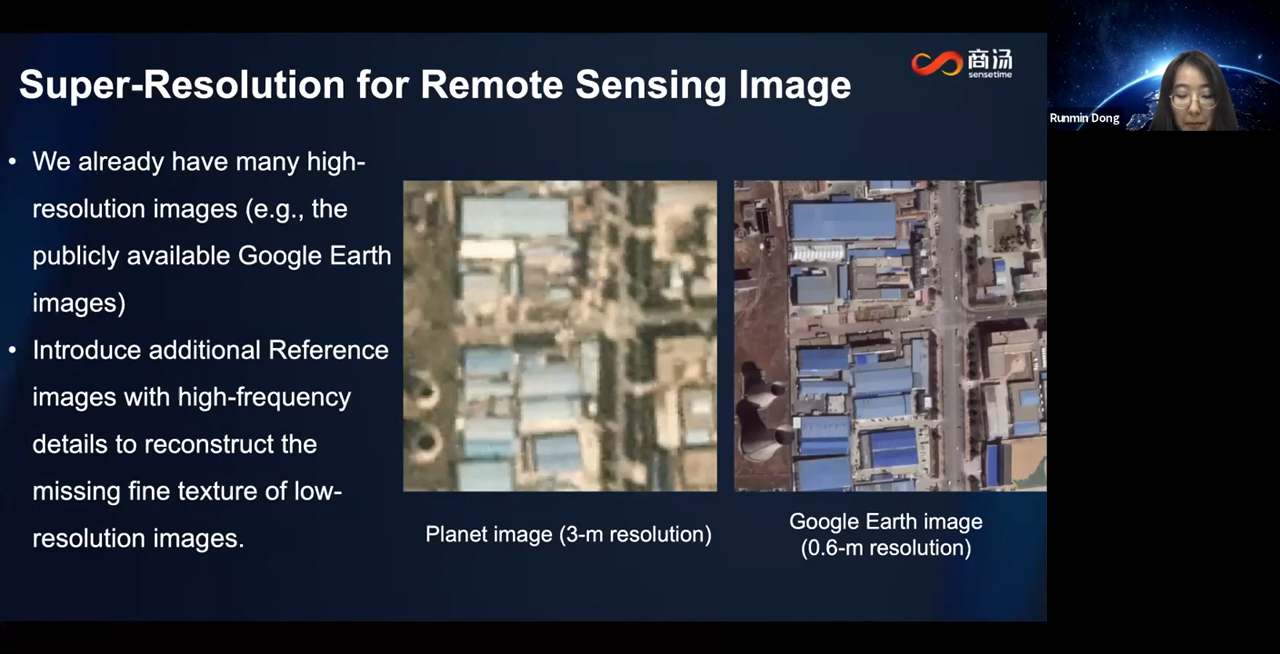 Super-Resolution for Remote Sensing Image
商汤
sensetime
Runmin Dong
• We already have many high-
resolution images (e.g., the
publicly available Google Earth
images)
• Introduce additional Reference
images with high-frequency
details to reconstruct the
missing fine texture of low-
resolution images.
Planet image (3-m resolution)
Google Earth image
(0.6-m resolution)